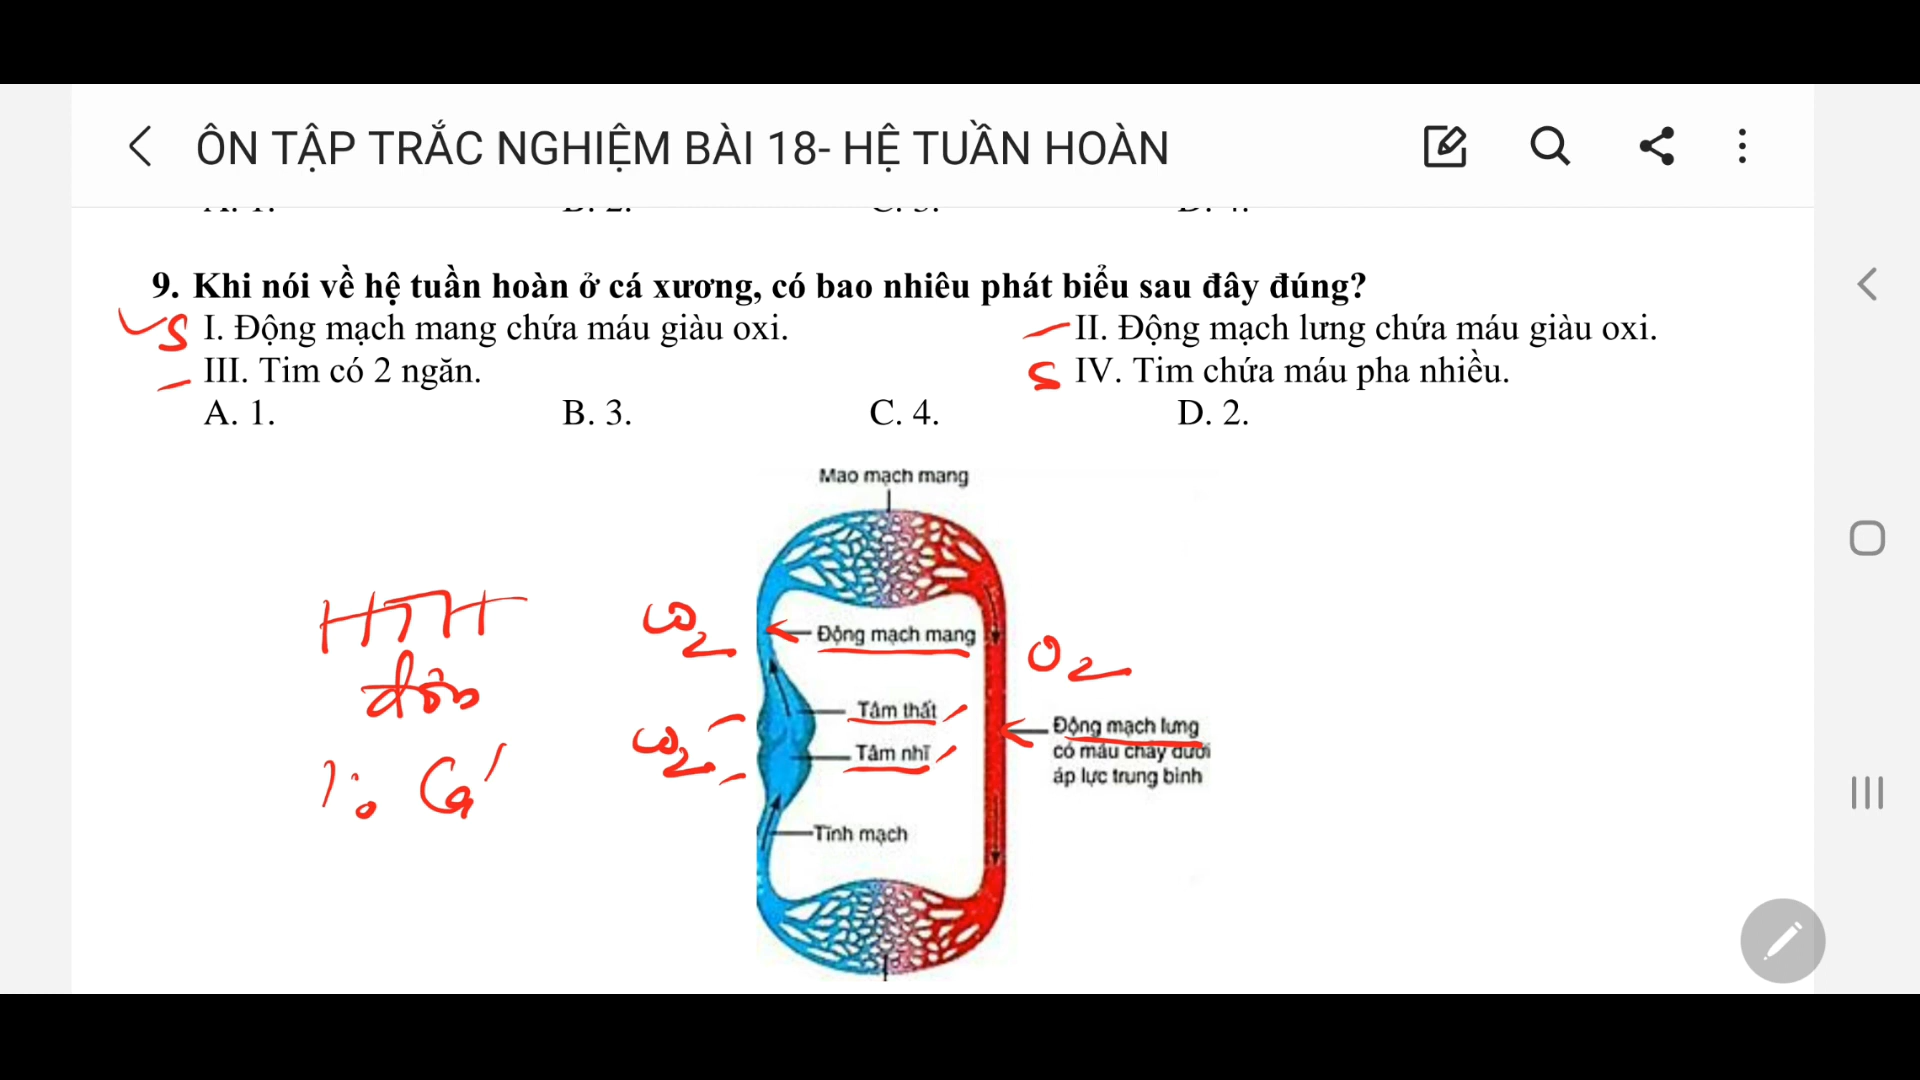 ÔN TẬP TRẮC NGHIỆM BÀI 18- HỆ TUẦN HOÀN
9. Khi nói về hệ tuần hoàn ở cá xương, có bao nhiêu phát biểu sau đây đúng?
S I. Động mạch mang chứa máu giàu oxi. II. Động mạch lưng chứa máu giàu oxi.
III. Tim có 2 ngăn. S IV. Tim chứa máu pha nhiều.
A. 1. B. 3. C. 4. D. 2.
Mao mạch mang
HTH
đơn
CO2
Động mạch mang
O2
Tâm thất
CO2
Tâm nhĩ
Động mạch lưng
có máu chảy dưới
áp lực trung bình
Cá
Tĩnh mạch